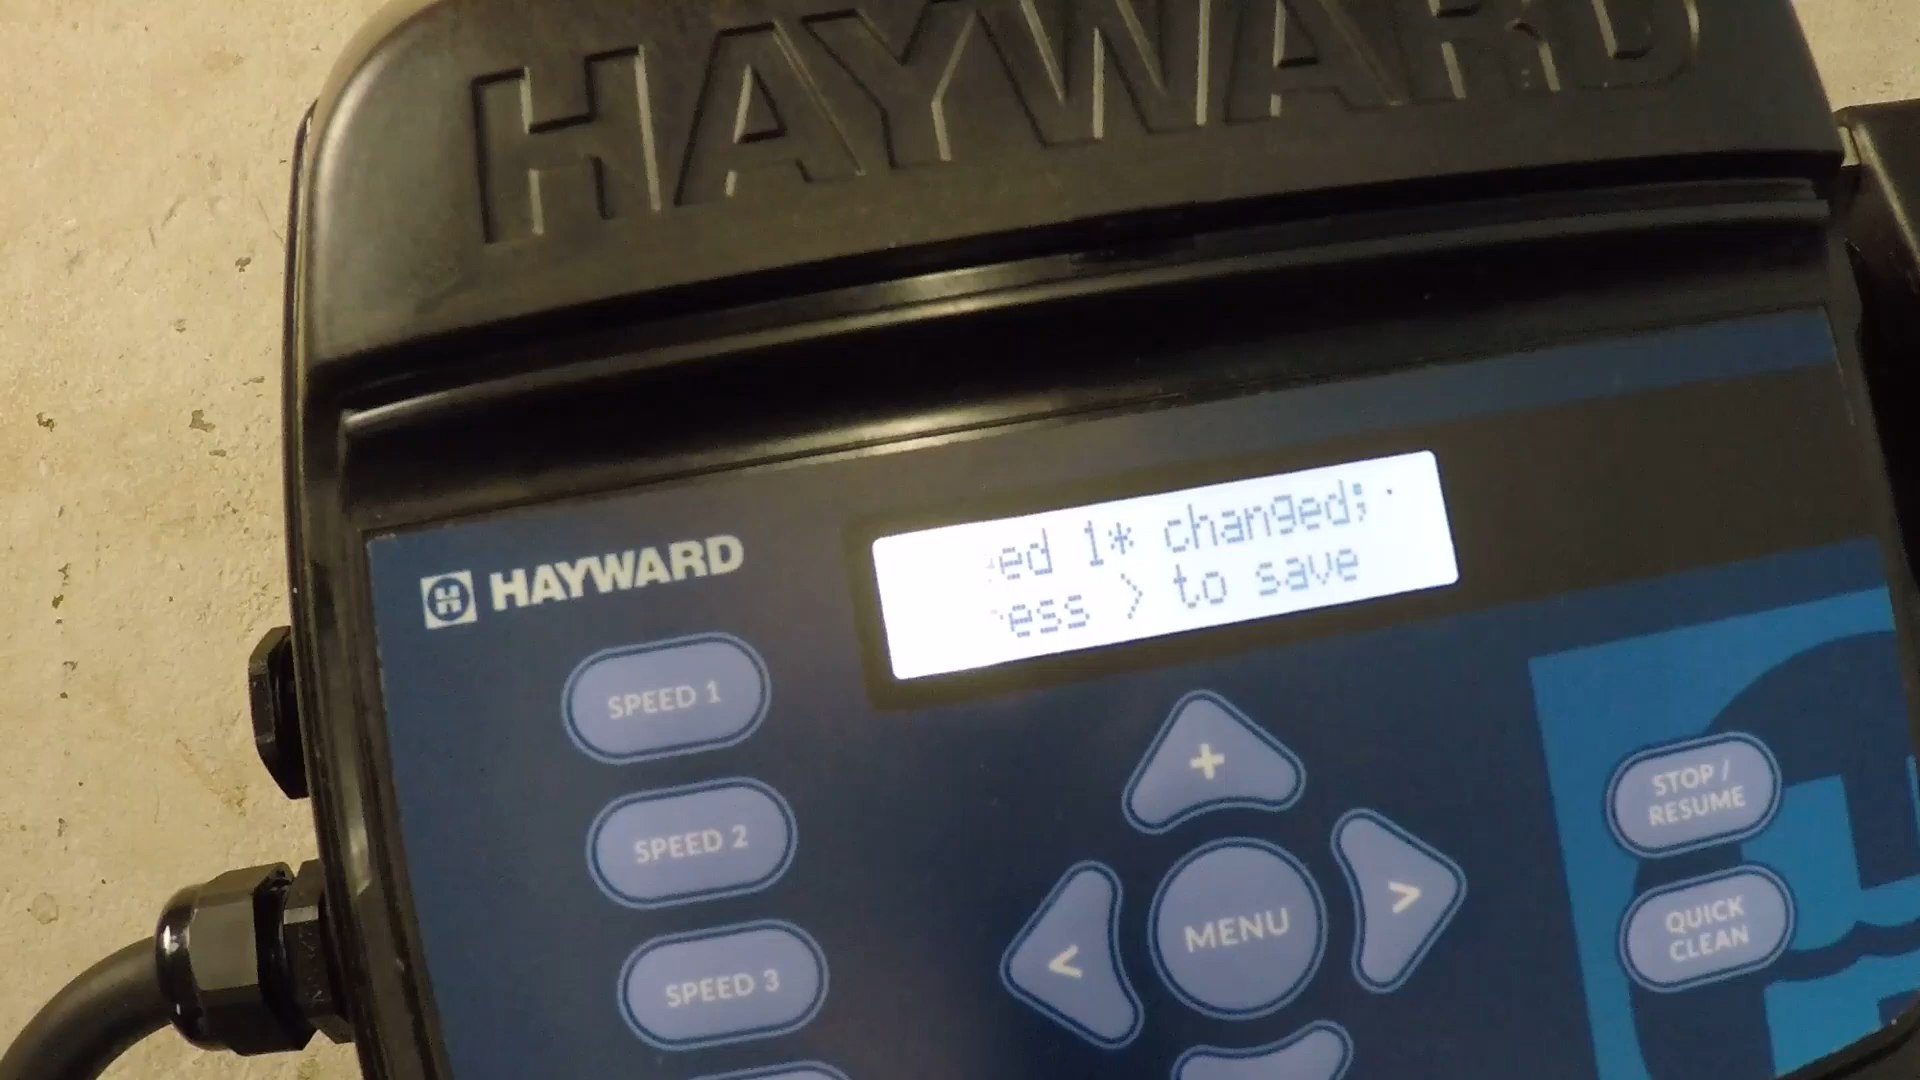 HAYWARD
HAYWARD
ed 1* changed;
ess > to save
SPEED 1
SPEED 2
SPEED 3
+
<
MENU
>
STOP /
RESUME
QUICK
CLEAN